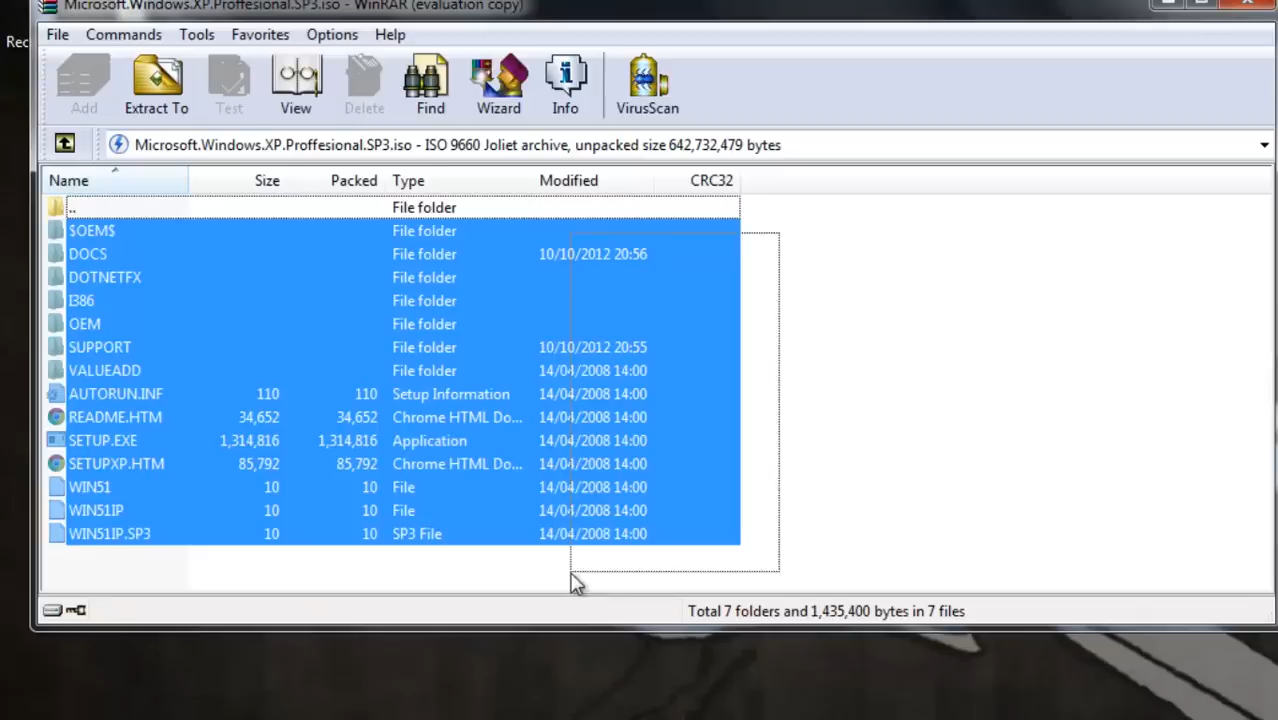 Microsoft.Windows.XP.Proffesional.SP3.iso - WinRAR (evaluation copy)
Rec
File Commands Tools Favorites Options Help
Add Extract To Test View Delete Find Wizard Info VirusScan
Microsoft.Windows.XP.Proffesional.SP3.iso - ISO 9660 Joliet archive, unpacked size 642,732,479 bytes
Name Size Packed Type Modified CRC32
.. File folder
$OEM$ File folder
DOCS File folder 10/10/2012 20:56
DOTNETFX File folder
I386 File folder
OEM File folder
SUPPORT File folder 10/10/2012 20:55
VALUEADD File folder 14/04/2008 14:00
AUTORUN.INF 110 110 Setup Information 14/04/2008 14:00
README.HTM 34,652 34,652 Chrome HTML Do... 14/04/2008 14:00
SETUP.EXE 1,314,816 1,314,816 Application 14/04/2008 14:00
SETUPXP.HTM 85,792 85,792 Chrome HTML Do... 14/04/2008 14:00
WIN51 10 10 File 14/04/2008 14:00
WIN51IP 10 10 File 14/04/2008 14:00
WIN51IP.SP3 10 10 SP3 File 14/04/2008 14:00
Total 7 folders and 1,435,400 bytes in 7 files